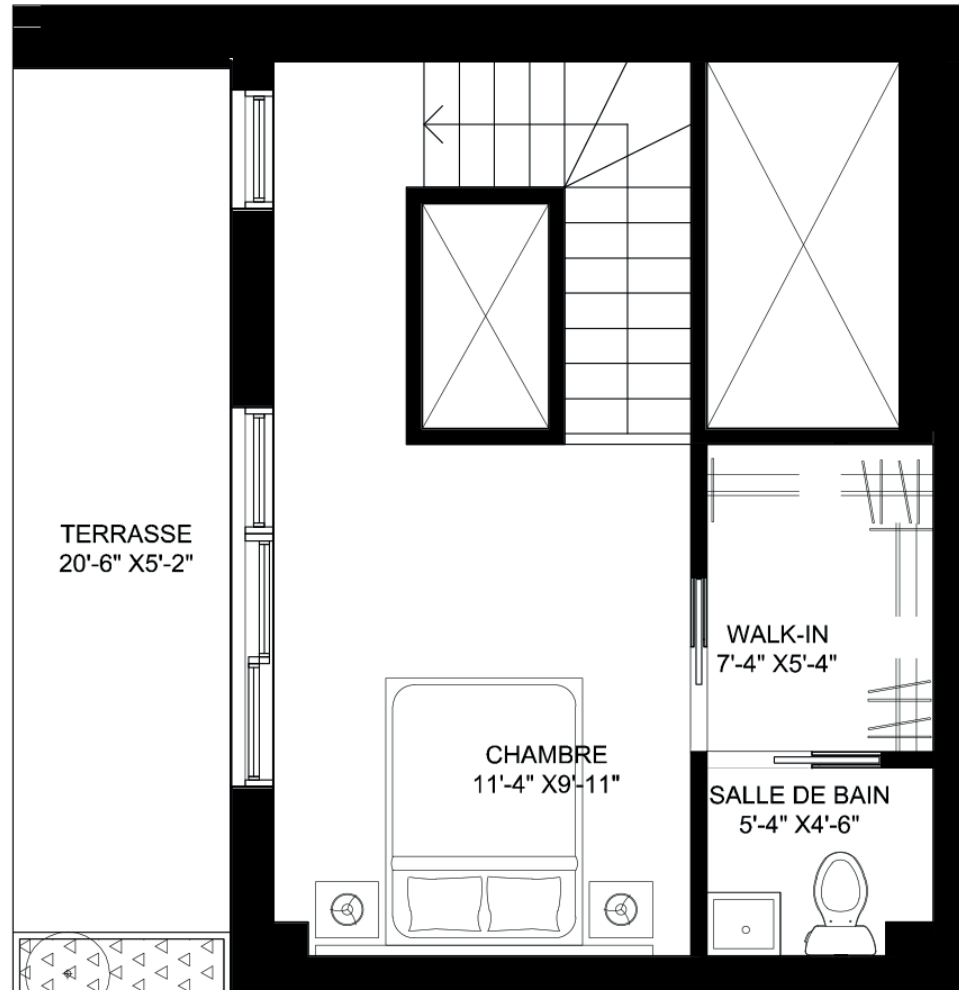 TERRASSE
20'-6" X5'-2"
WALK-IN
7'-4" X5'-4"
CHAMBRE
11'-4" X9'-11"
SALLE DE BAIN
5'-4" X4'-6"